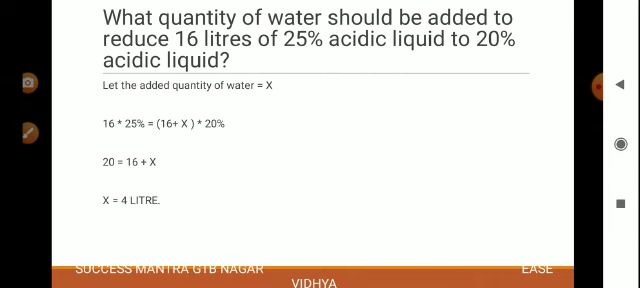 What quantity of water should be added to
reduce 16 litres of 25% acidic liquid to 20%
acidic liquid?
Let the added quantity of water = X
16 * 25% = (16+ X ) * 20%
20 = 16 + X
X = 4 LITRE.
SUCCESS MANTRA GTB NAGAR
EASE
VIDHYA